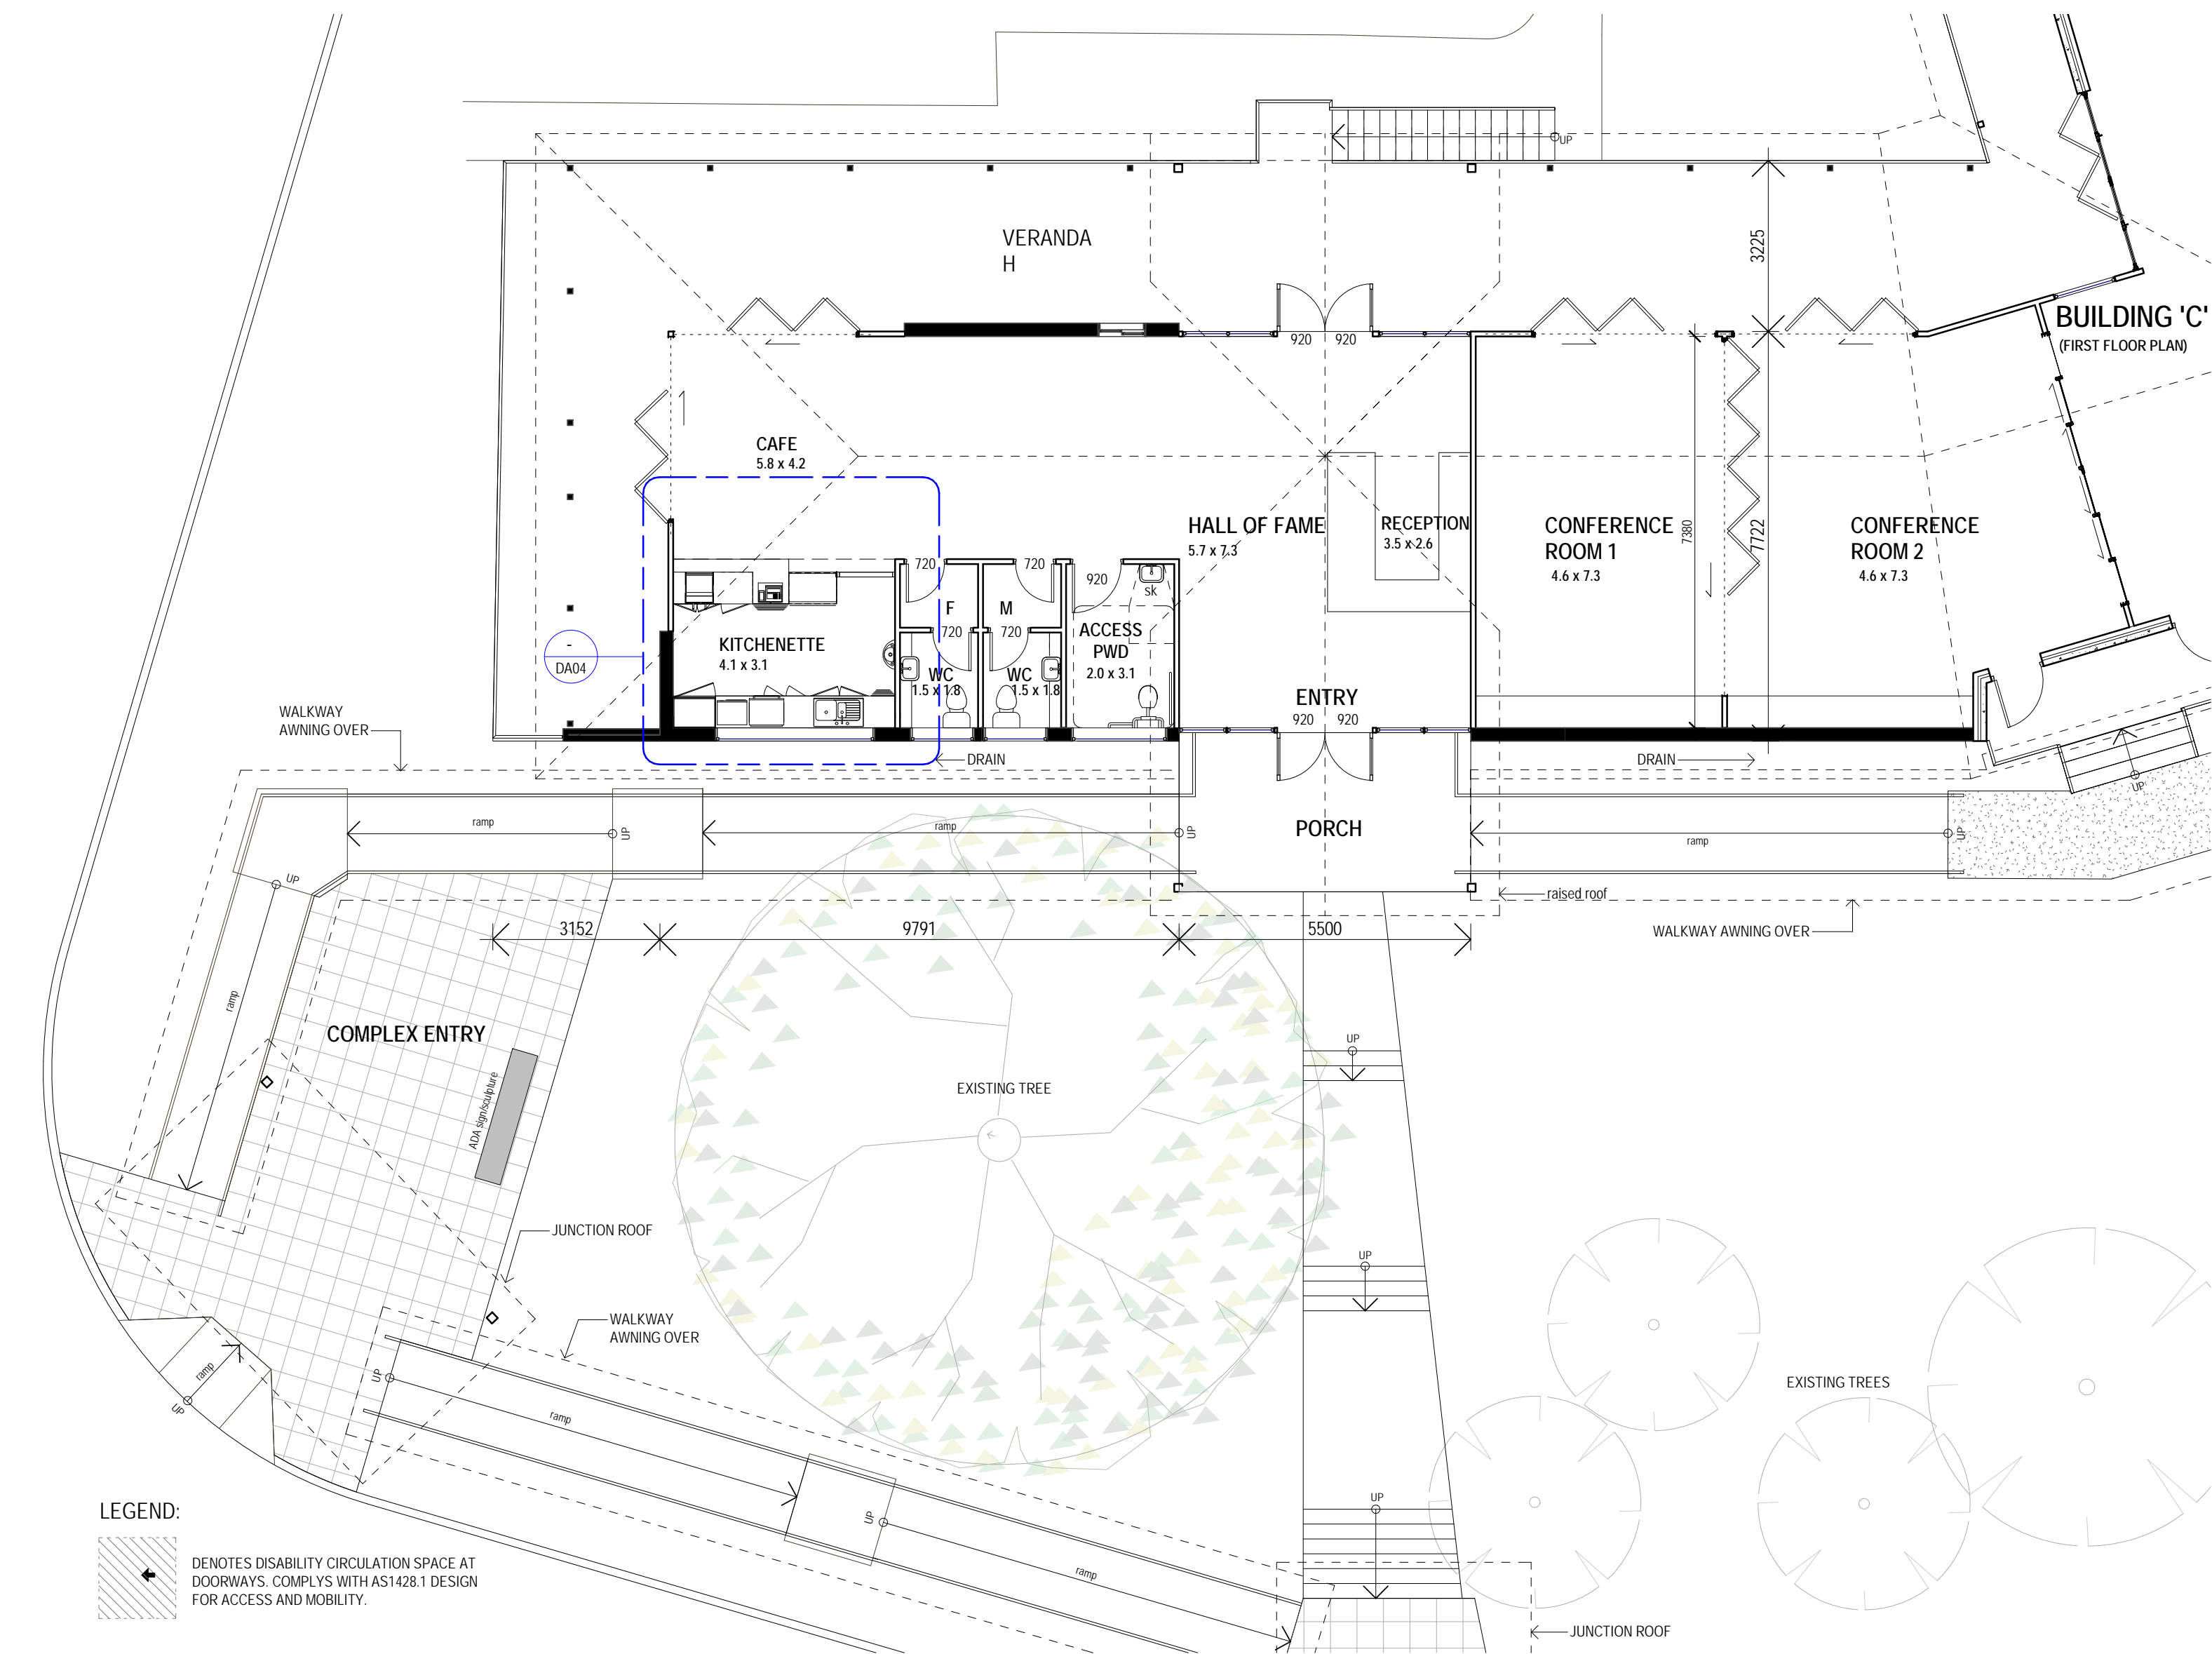 UP
VERANDA
H
3225
BUILDING 'C'
(FIRST FLOOR PLAN)
920 920
CAFE
5.8 x 4.2
HALL OF FAME
5.7 x 7.3
RECEPTION
3.5 x 2.6
CONFERENCE
ROOM 1
4.6 x 7.3
7380
7722
CONFERENCE
ROOM 2
4.6 x 7.3
720
720
920
sk
F
M
720
720
ACCESS
PWD
2.0 x 3.1
KITCHENETTE
4.1 x 3.1
WC
1.5 x 1.8
WC
1.5 x 1.8
-
DA04
ENTRY
920 920
WALKWAY
AWNING OVER
DRAIN
DRAIN
UP
ramp
UP
ramp
UP
PORCH
ramp
UP
UP
raised roof
WALKWAY AWNING OVER
3152
9791
5500
ramp
COMPLEX ENTRY
ADA sign/sculpture
EXISTING TREE
UP
JUNCTION ROOF
UP
WALKWAY
AWNING OVER
ramp
UP
UP
ramp
EXISTING TREES
UP
UP
ramp
JUNCTION ROOF
LEGEND:
DENOTES DISABILITY CIRCULATION SPACE AT
DOORWAYS. COMPLYS WITH AS1428.1 DESIGN
FOR ACCESS AND MOBILITY.